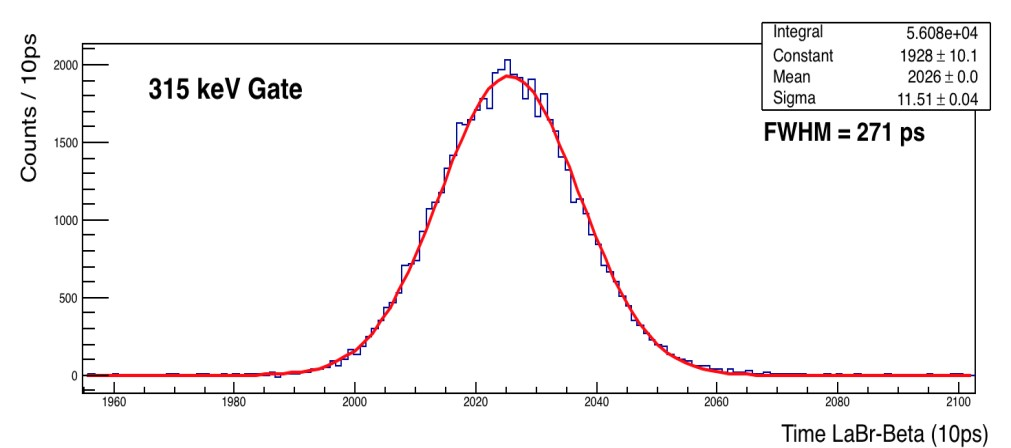 Counts / 10ps
315 keV Gate
Integral 5.608e+04
Constant 1928 ± 10.1
Mean 2026 ± 0.0
Sigma 11.51 ± 0.04
FWHM = 271 ps
2000
1500
1000
500
0
1960 1980 2000 2020 2040 2060 2080 2100
Time LaBr-Beta (10ps)